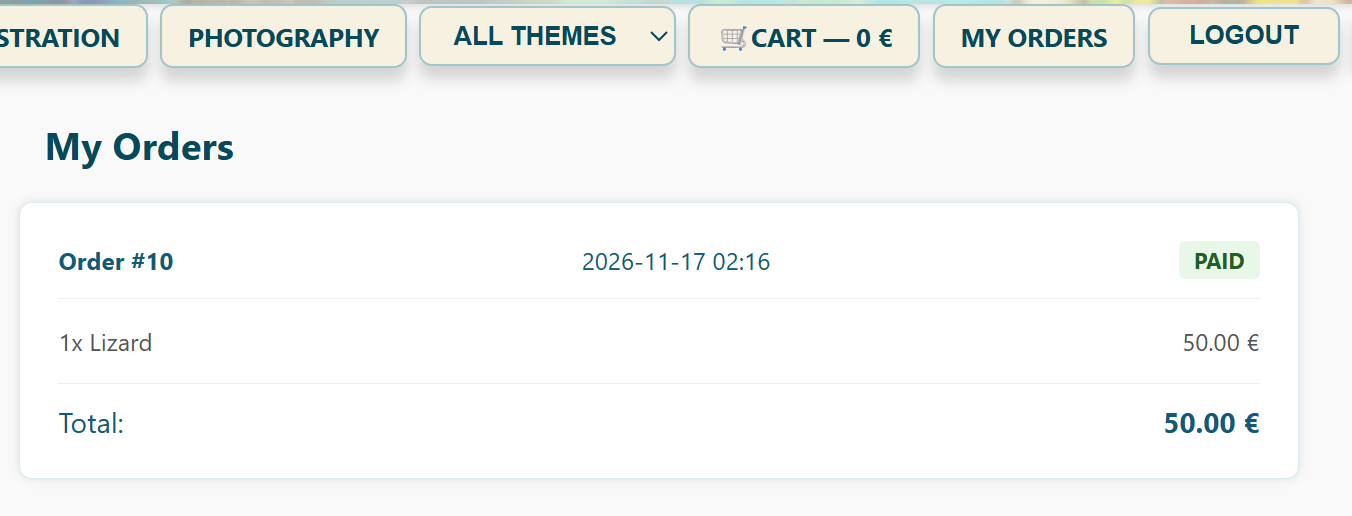 STRATION
PHOTOGRAPHY
ALL THEMES
CART — 0 €
MY ORDERS
LOGOUT
My Orders
Order #10
2026-11-17 02:16
PAID
1x Lizard
50.00 €
Total:
50.00 €